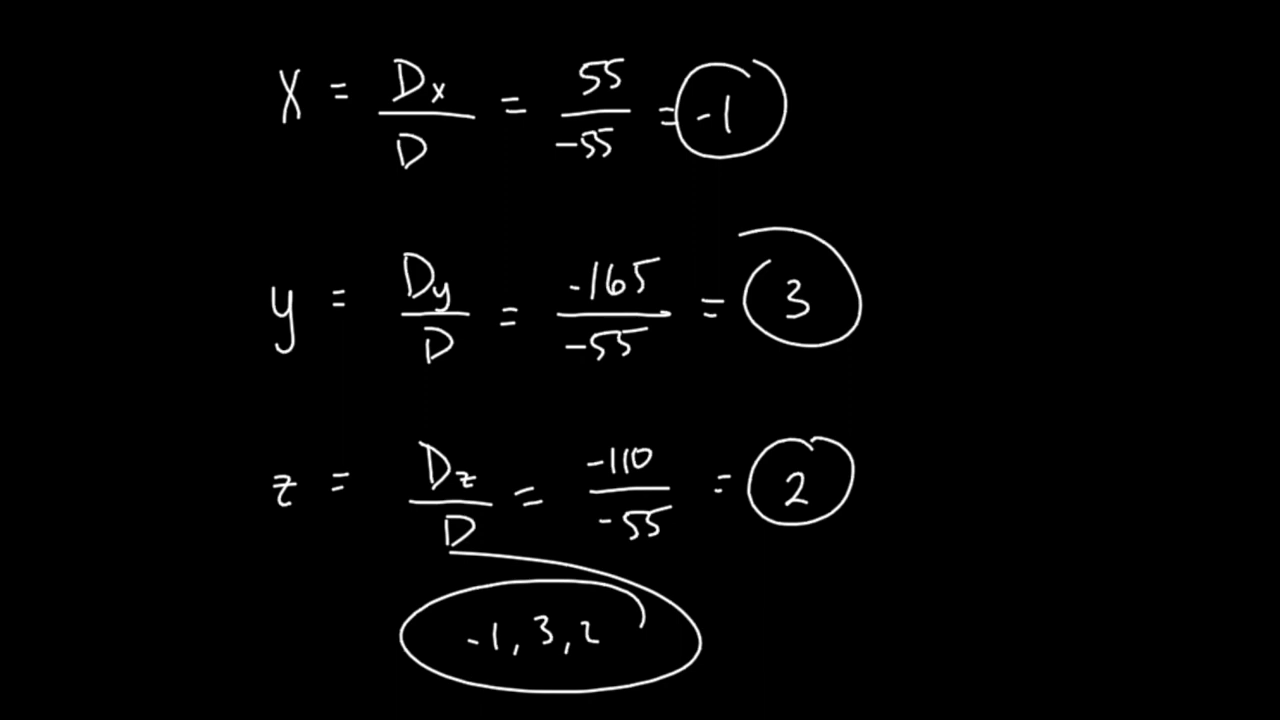 x = Dx/D = 55/-55 = -1
y = Dy/D = -165/-55 = 3
z = Dz/D = -110/-55 = 2
-1, 3, 2